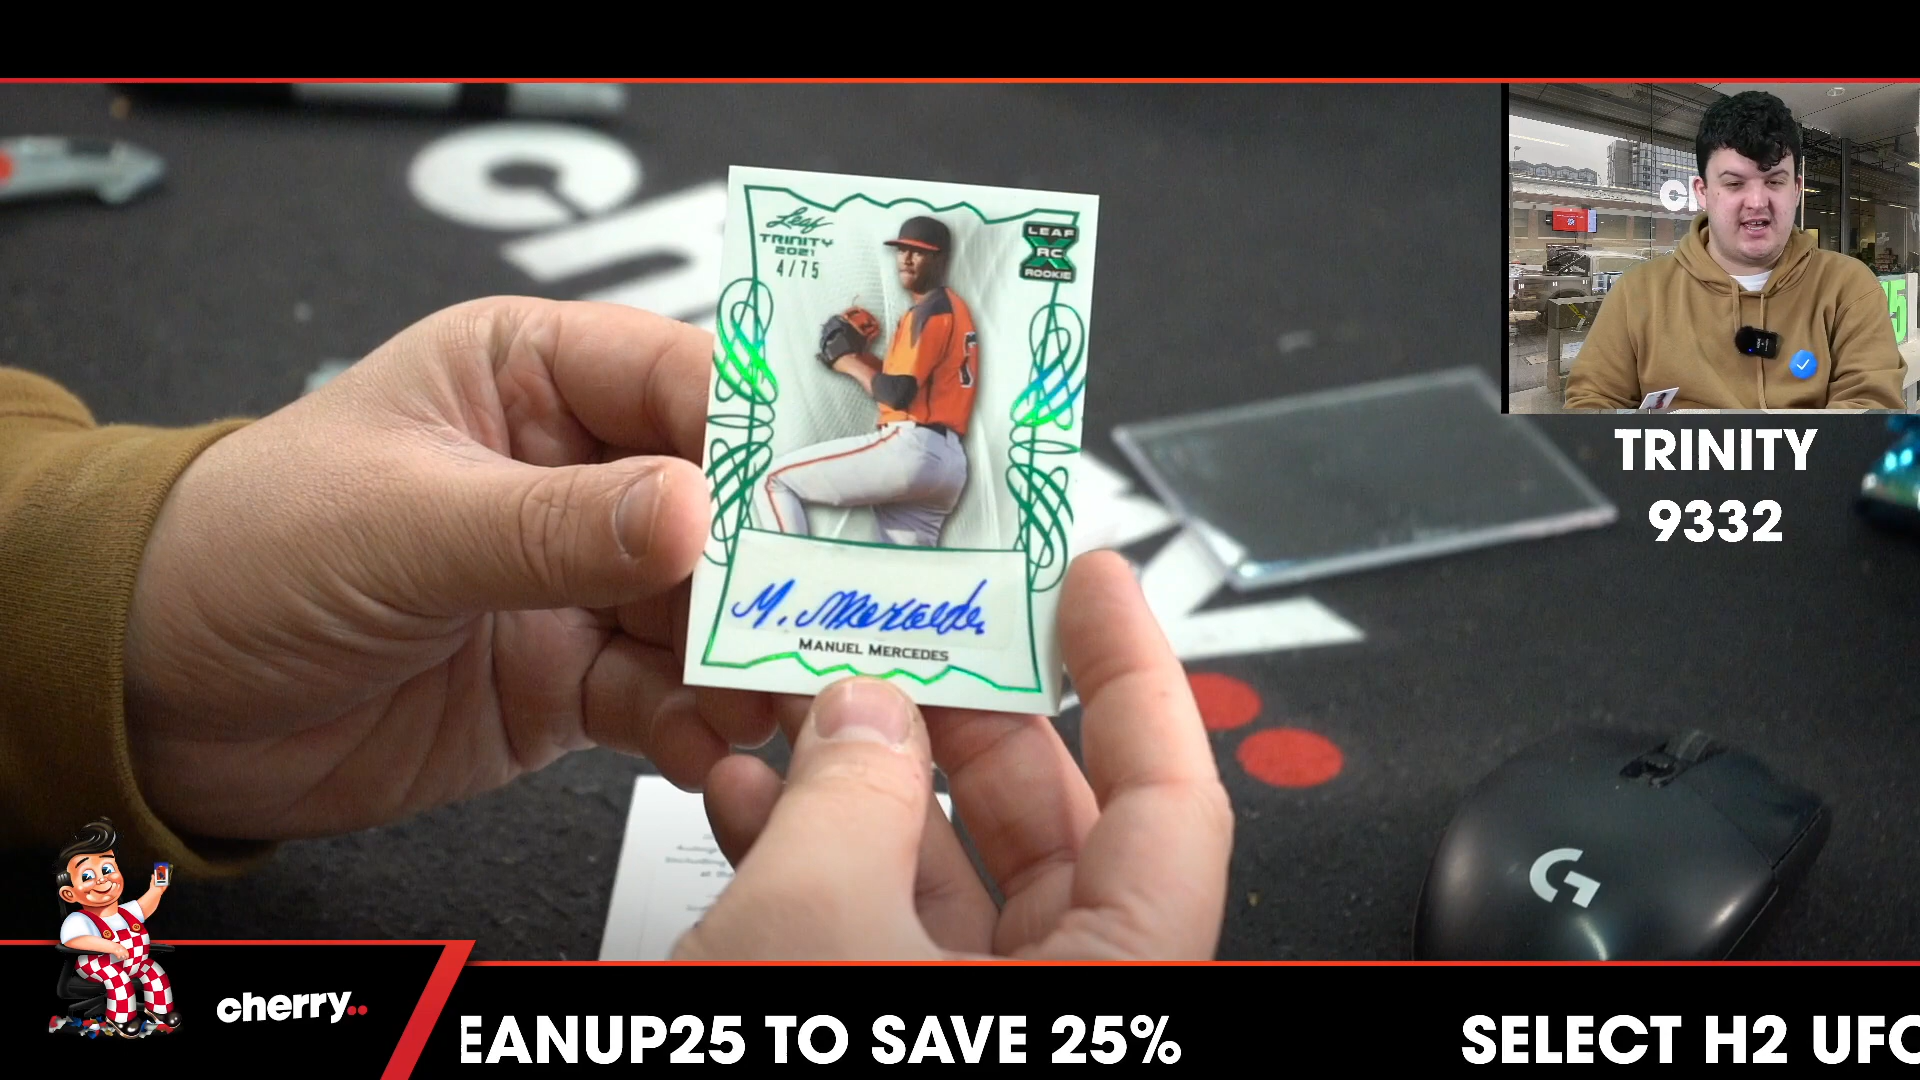 Leaf
TRINITY
2021
4/75
LEAF
X
RC
ROOKIE
M. Mercedes
MANUEL MERCEDES
TRINITY
9332
cherry..
EANUP25 TO SAVE 25%
SELECT H2 UFC
G